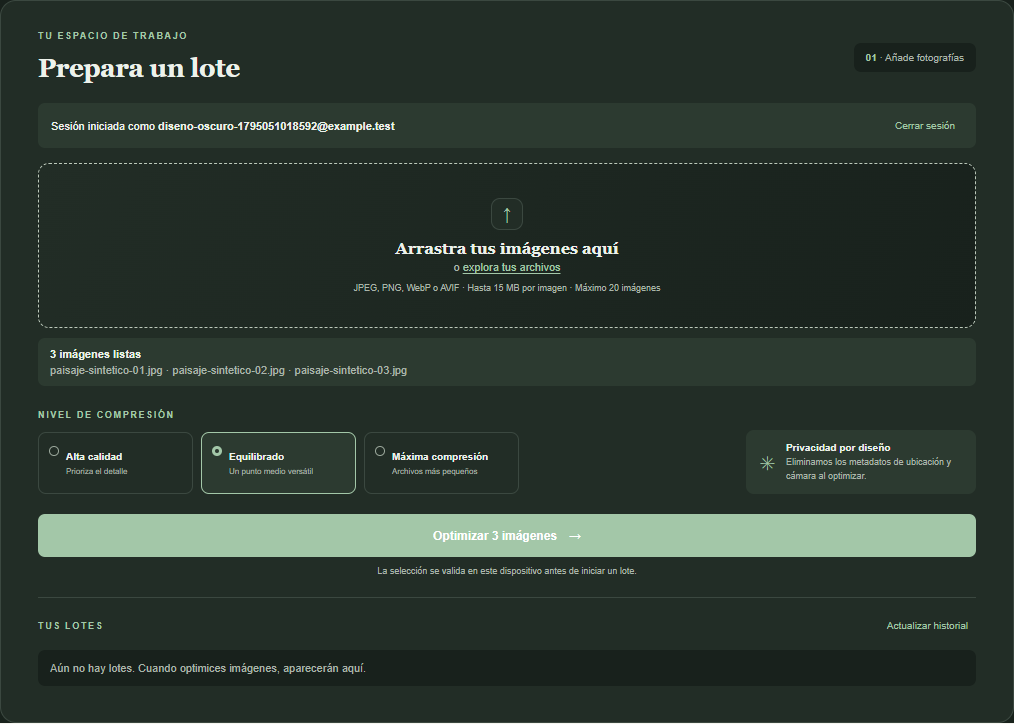 TU ESPACIO DE TRABAJO
Prepara un lote
01 · Añade fotografías
Sesión iniciada como diseno-oscuro-1795051018592@example.test
Cerrar sesión
↑
Arrastra tus imágenes aquí
o explora tus archivos
JPEG, PNG, WebP o AVIF · Hasta 15 MB por imagen · Máximo 20 imágenes
3 imágenes listas
paisaje-sintetico-01.jpg · paisaje-sintetico-02.jpg · paisaje-sintetico-03.jpg
NIVEL DE COMPRESIÓN
Alta calidad
Prioriza el detalle
Equilibrado
Un punto medio versátil
Máxima compresión
Archivos más pequeños
Privacidad por diseño
Eliminamos los metadatos de ubicación y
cámara al optimizar.
Optimizar 3 imágenes →
La selección se valida en este dispositivo antes de iniciar un lote.
TUS LOTES
Actualizar historial
Aún no hay lotes. Cuando optimices imágenes, aparecerán aquí.